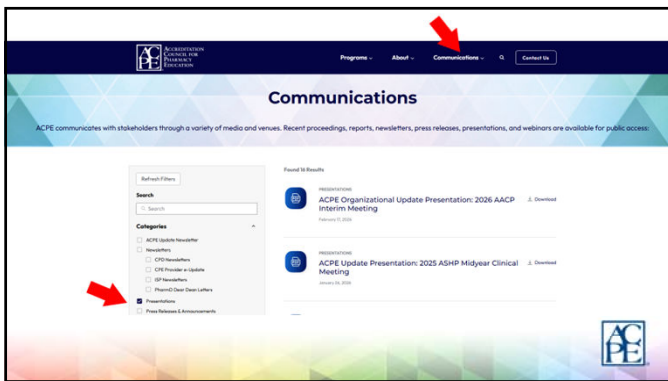 ACCREDITATION
COUNCIL FOR
PHARMACY
EDUCATION
ACPE
Programs
About
Communications
Contact Us
Communications
ACPE communicates with stakeholders through a variety of media and venues. Recent proceedings, reports, newsletters, press releases, presentations, and webinars are available for public access:
Refresh Filters
Search
Search
Categories
ACPE Update Newsletter
Newsletters
CPD Newsletters
CPE Provider e-Update
ISP Newsletters
PharmD Dear Dean Letters
Presentations
Press Releases & Announcements
Found 16 Results
PRESENTATIONS
ACPE Organizational Update Presentation: 2026 AACP
Interim Meeting
Download
February 17, 2026
PRESENTATIONS
ACPE Update Presentation: 2025 ASHP Midyear Clinical
Meeting
Download
January 26, 2026
ACPE